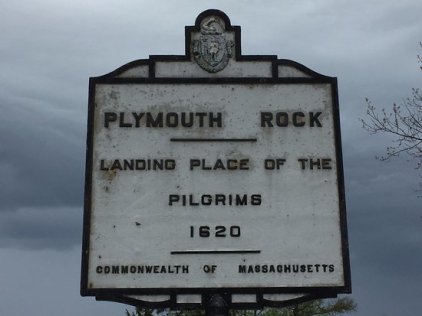 PLYMOUTH ROCK
LANDING PLACE OF THE
PILGRIMS
1620
COMMONWEALTH OF MASSACHUSETTS